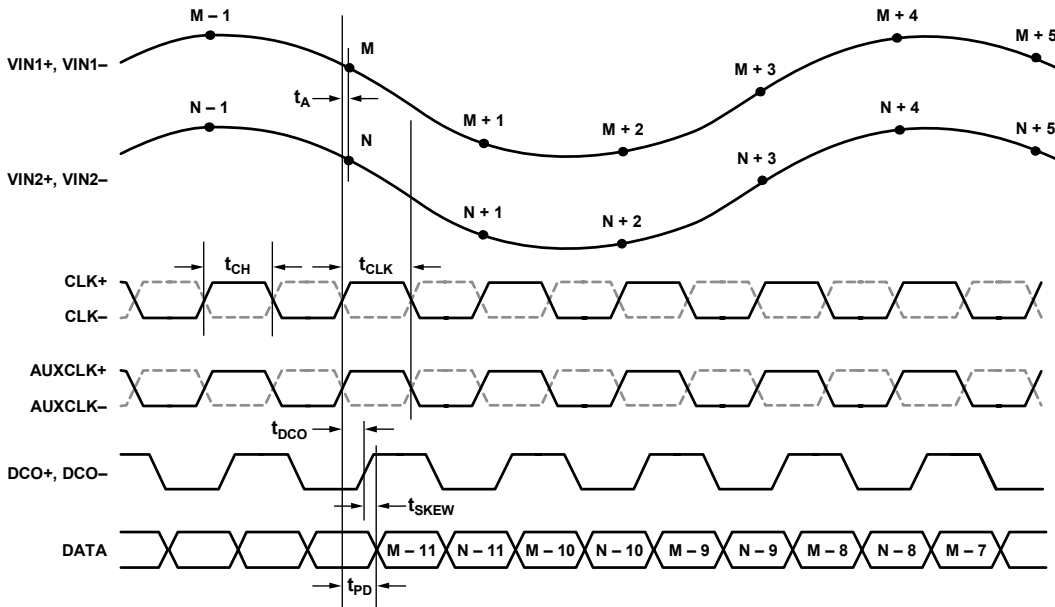 M – 1
M
M + 1
M + 2
M + 3
M + 4
M + 5
VIN1+, VIN1–
tA
N – 1
N
N + 1
N + 2
N + 3
N + 4
N + 5
VIN2+, VIN2–
tCH
tCLK
CLK+
CLK–
AUXCLK+
AUXCLK–
tDCO
DCO+, DCO–
tSKEW
DATA
M – 11 N – 11 M – 10 N – 10 M – 9 N – 9 M – 8 N – 8 M – 7
tPD